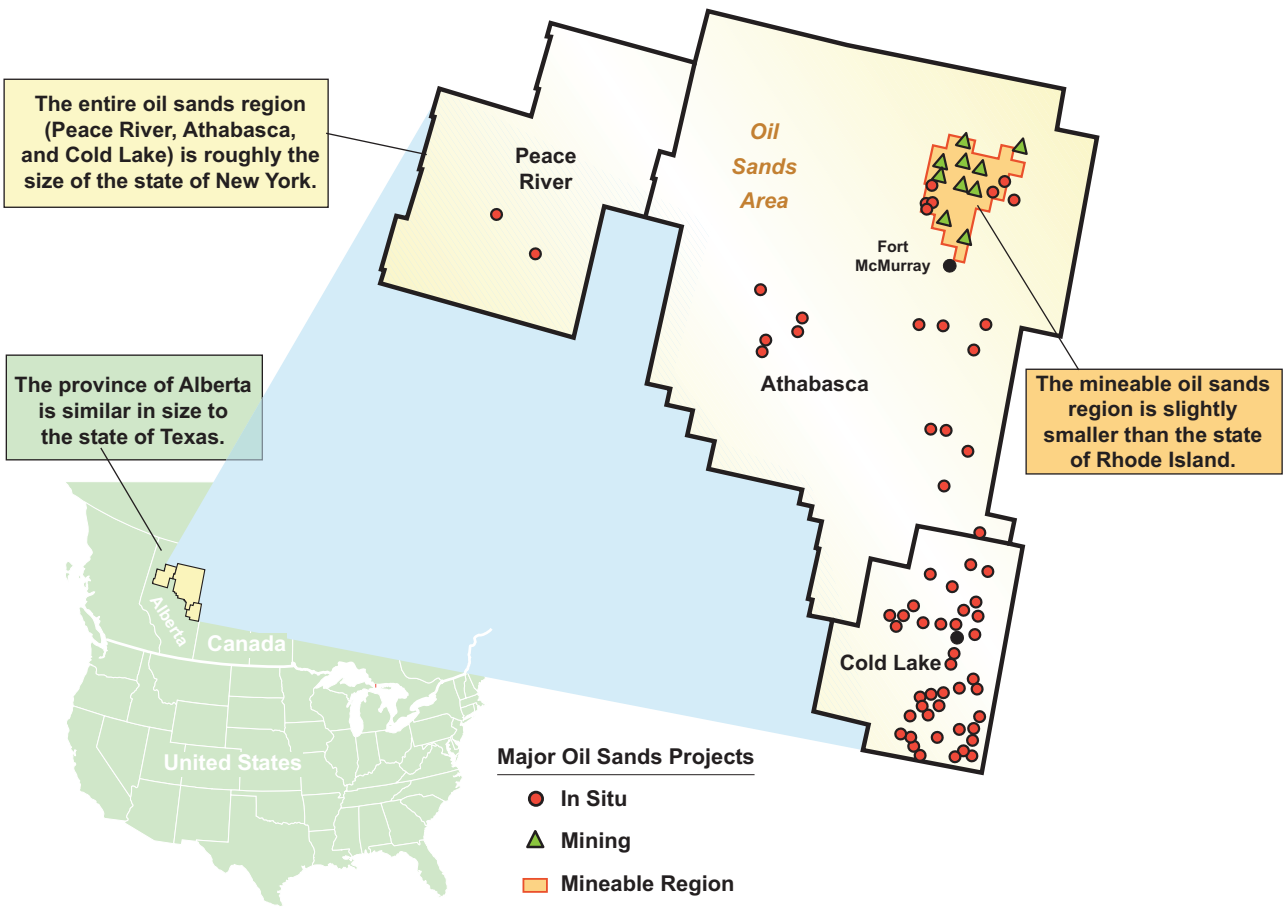 The entire oil sands region
(Peace River, Athabasca,
and Cold Lake) is roughly the
size of the state of New York.
Peace
River
Oil
Sands
Area
Fort
McMurray
Athabasca
The province of Alberta
is similar in size to
the state of Texas.
The mineable oil sands
region is slightly
smaller than the state
of Rhode Island.
Alberta
Canada
Cold Lake
United States
Major Oil Sands Projects
In Situ
Mining
Mineable Region